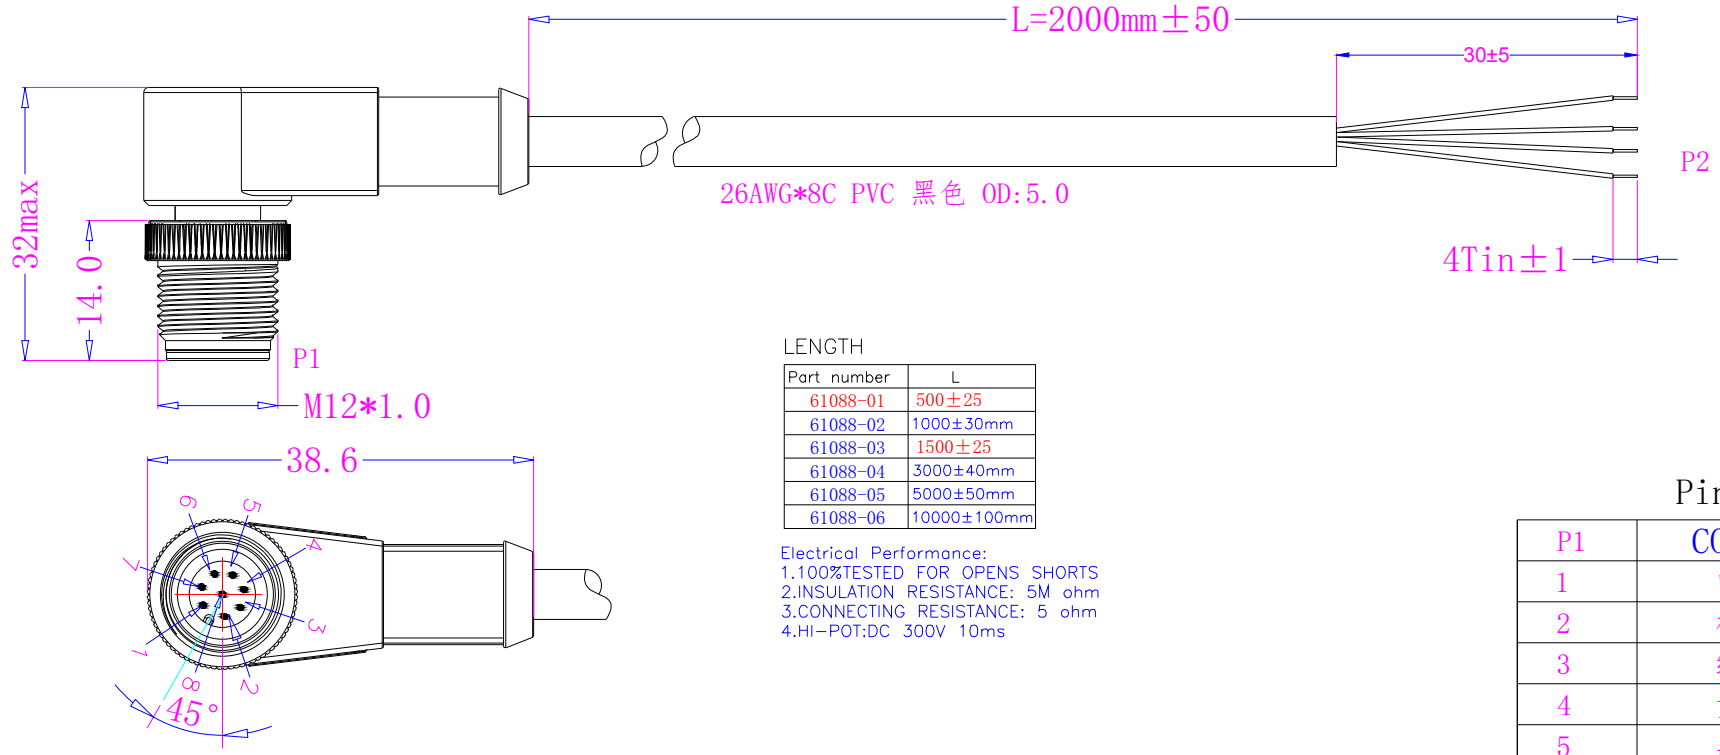 L=2000mm±50
30±5
P2
26AWG*8C PVC 黑色 OD:5.0
4Tin±1
32max
14.0
P1
M12*1.0
38.6
6
5
4
7
3
1
8
2
45°
LENGTH
Part number L
61088-01 500±25
61088-02 1000±30mm
61088-03 1500±25
61088-04 3000±40mm
61088-05 5000±50mm
61088-06 10000±100mm
Electrical Performance:
1.100%TESTED FOR OPENS SHORTS
2.INSULATION RESISTANCE: 5M ohm
3.CONNECTING RESISTANCE: 5 ohm
4.HI-POT:DC 300V 10ms
P1
1
2
3
4
5